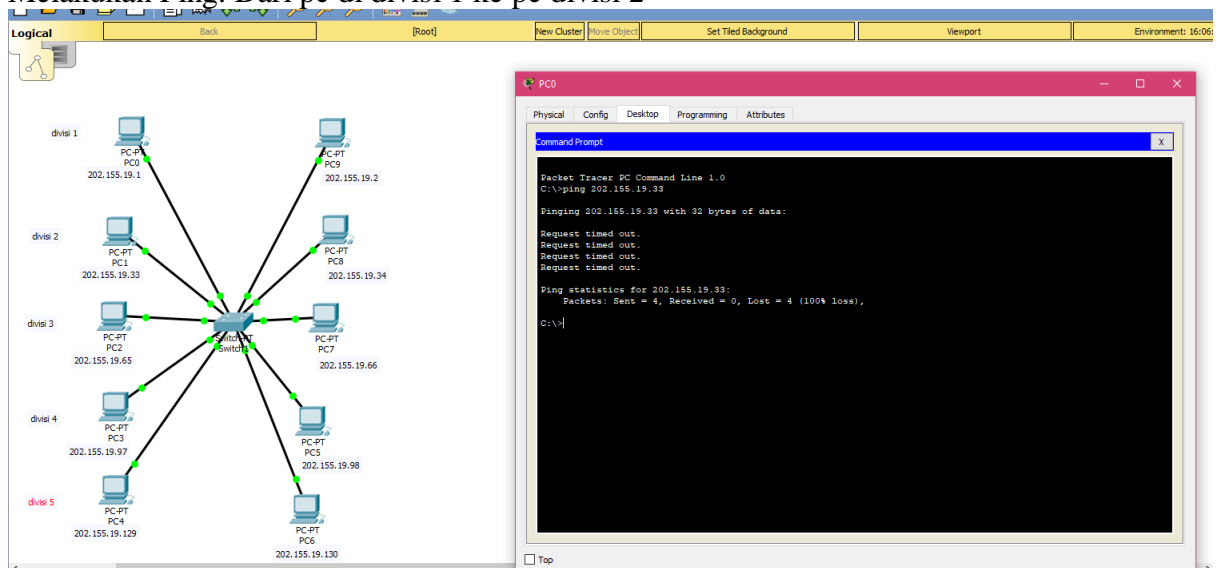 Melakukan Ping: Dari pc di divisi 1 ke pc divisi 2
Logical
Back
[Root]
New Cluster
Move Object
Set Tiled Background
Viewport
Environment: 16:06:
divisi 1
PC-PT
PC0
202.155.19.1
PC-PT
PC9
202.155.19.2
divisi 2
PC-PT
PC1
202.155.19.33
PC-PT
PC8
202.155.19.34
divisi 3
PC-PT
PC2
202.155.19.65
Switch-PT
Switch1
PC-PT
PC7
202.155.19.66
divisi 4
PC-PT
PC3
202.155.19.97
PC-PT
PC5
202.155.19.98
divisi 5
PC-PT
PC4
202.155.19.129
PC-PT
PC6
202.155.19.130
PC0
Physical
Config
Desktop
Programming
Attributes
Command Prompt
X
Packet Tracer PC Command Line 1.0
C:\>ping 202.155.19.33
Pinging 202.155.19.33 with 32 bytes of data:
Request timed out.
Request timed out.
Request timed out.
Request timed out.
Ping statistics for 202.155.19.33:
Packets: Sent = 4, Received = 0, Lost = 4 (100% loss),
C:\>
Top